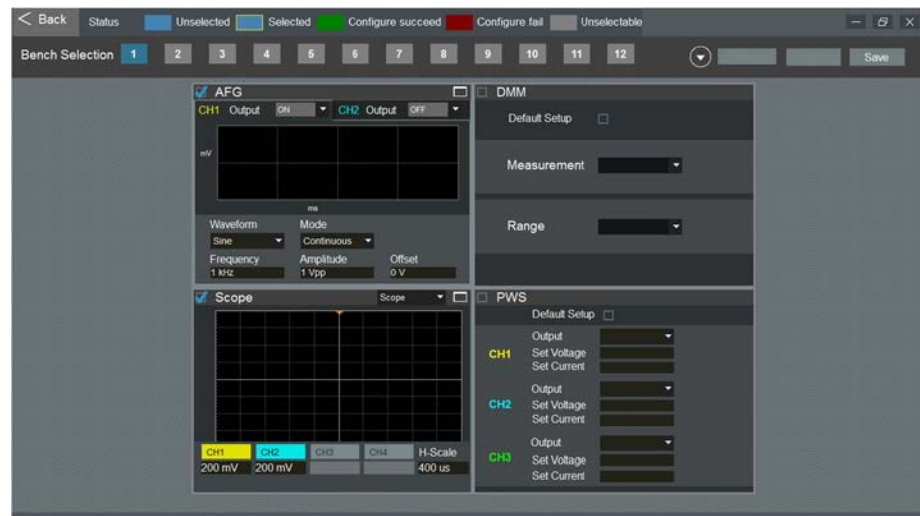 < Back Status Unselected Selected Configure succeed Configure fail Unselectable
Bench Selection 1 2 3 4 5 6 7 8 9 10 11 12 Save
AFG
CH1 Output ON CH2 Output OFF
mV
ms
Waveform Mode
Sine Continuous
Frequency Amplitude Offset
1 kHz 1 Vpp 0 V
DMM
Default Setup
Measurement
Range
Scope Scope
CH1 CH2 CH3 CH4 H-Scale
200 mV 200 mV 400 us
PWS
Default Setup
Output
CH1 Set Voltage
Set Current
Output
CH2 Set Voltage
Set Current
Output
CH3 Set Voltage
Set Current